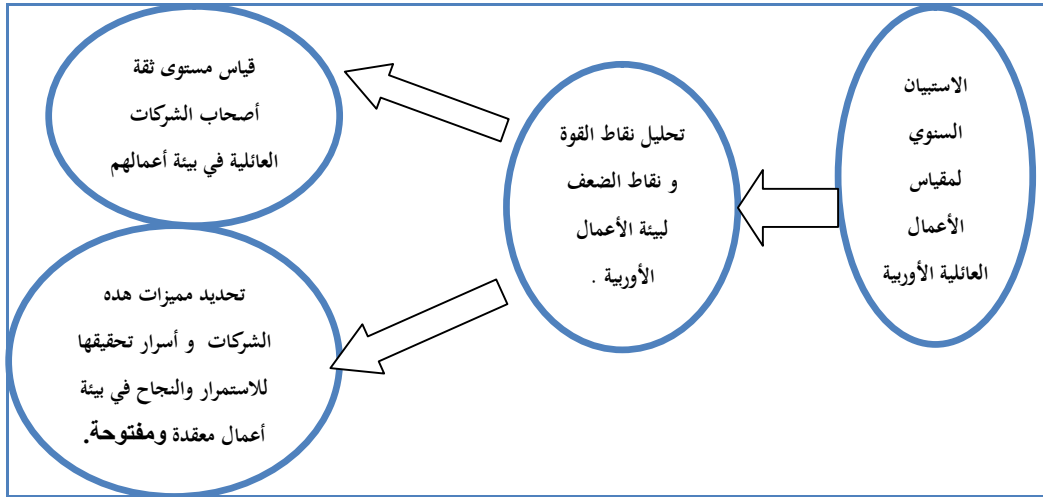 الاستبيان
السنوي
لمقياس
الأعمال
العائلية الأوربية
تحليل نقاط القوة
و نقاط الضعف
لبيئة الأعمال
الأوربية .
قياس مستوى ثقة
أصحاب الشركات
العائلية في بيئة أعمالهم
تحديد مميزات هده
الشركات و أسرار تحقيقها
للاستمرار والنجاح في بيئة
أعمال معقدة ومفتوحة.